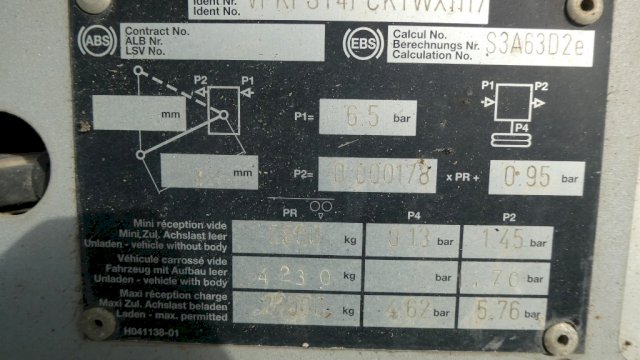 Ident Nr.
Ident No.
ABS
Contract No.
ALB Nr.
LSV No.
EBS
Calcul No.
Berechnungs Nr.
Calculation No.
S3A63D2e
P2 P1
mm
mm
P1= 6.5 bar
P1 P2
P4
P2= 0.000178 x PR + 0.95 bar
PR P4 P2
Mini réception vide
Mini,Zul, Achslast leer
Unladen - vehicle without body
kg 0.13 bar 1.45 bar
Véhicule carrossé vide
Fahrzeug mit Aufbau leer
Unladen - vehicle with body
4230 kg bar bar
Maxi réception charge
Maxi Zul, Achslast beladen
Laden - max. permitted
kg 4.62 bar 5.76 bar
H041138-01